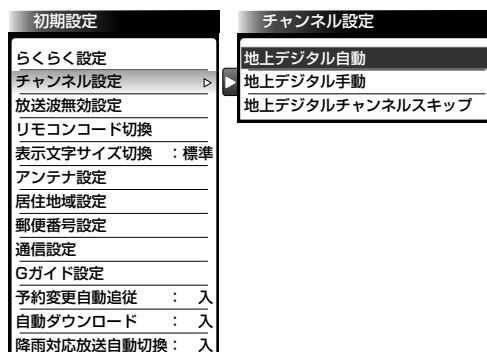 初期設定
らくらく設定
チャンネル設定
放送波無効設定
リモコンコード切換
表示文字サイズ切換 ：標準
アンテナ設定
居住地域設定
郵便番号設定
通信設定
Gガイド設定
予約変更自動追従 ： 入
自動ダウンロード ： 入
降雨対応放送自動切換： 入
チャンネル設定
地上デジタル自動
地上デジタル手動
地上デジタルチャンネルスキップ